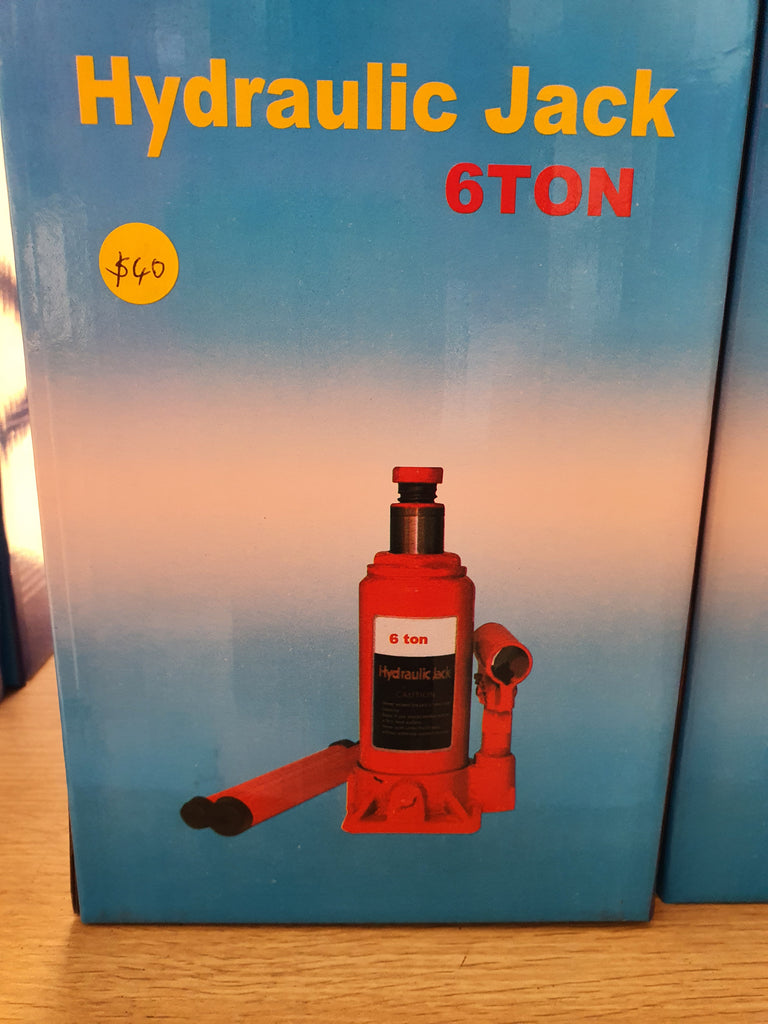 Hydraulic Jack
6TON
$40
6 ton
Hydraulic Jack
CAUTION